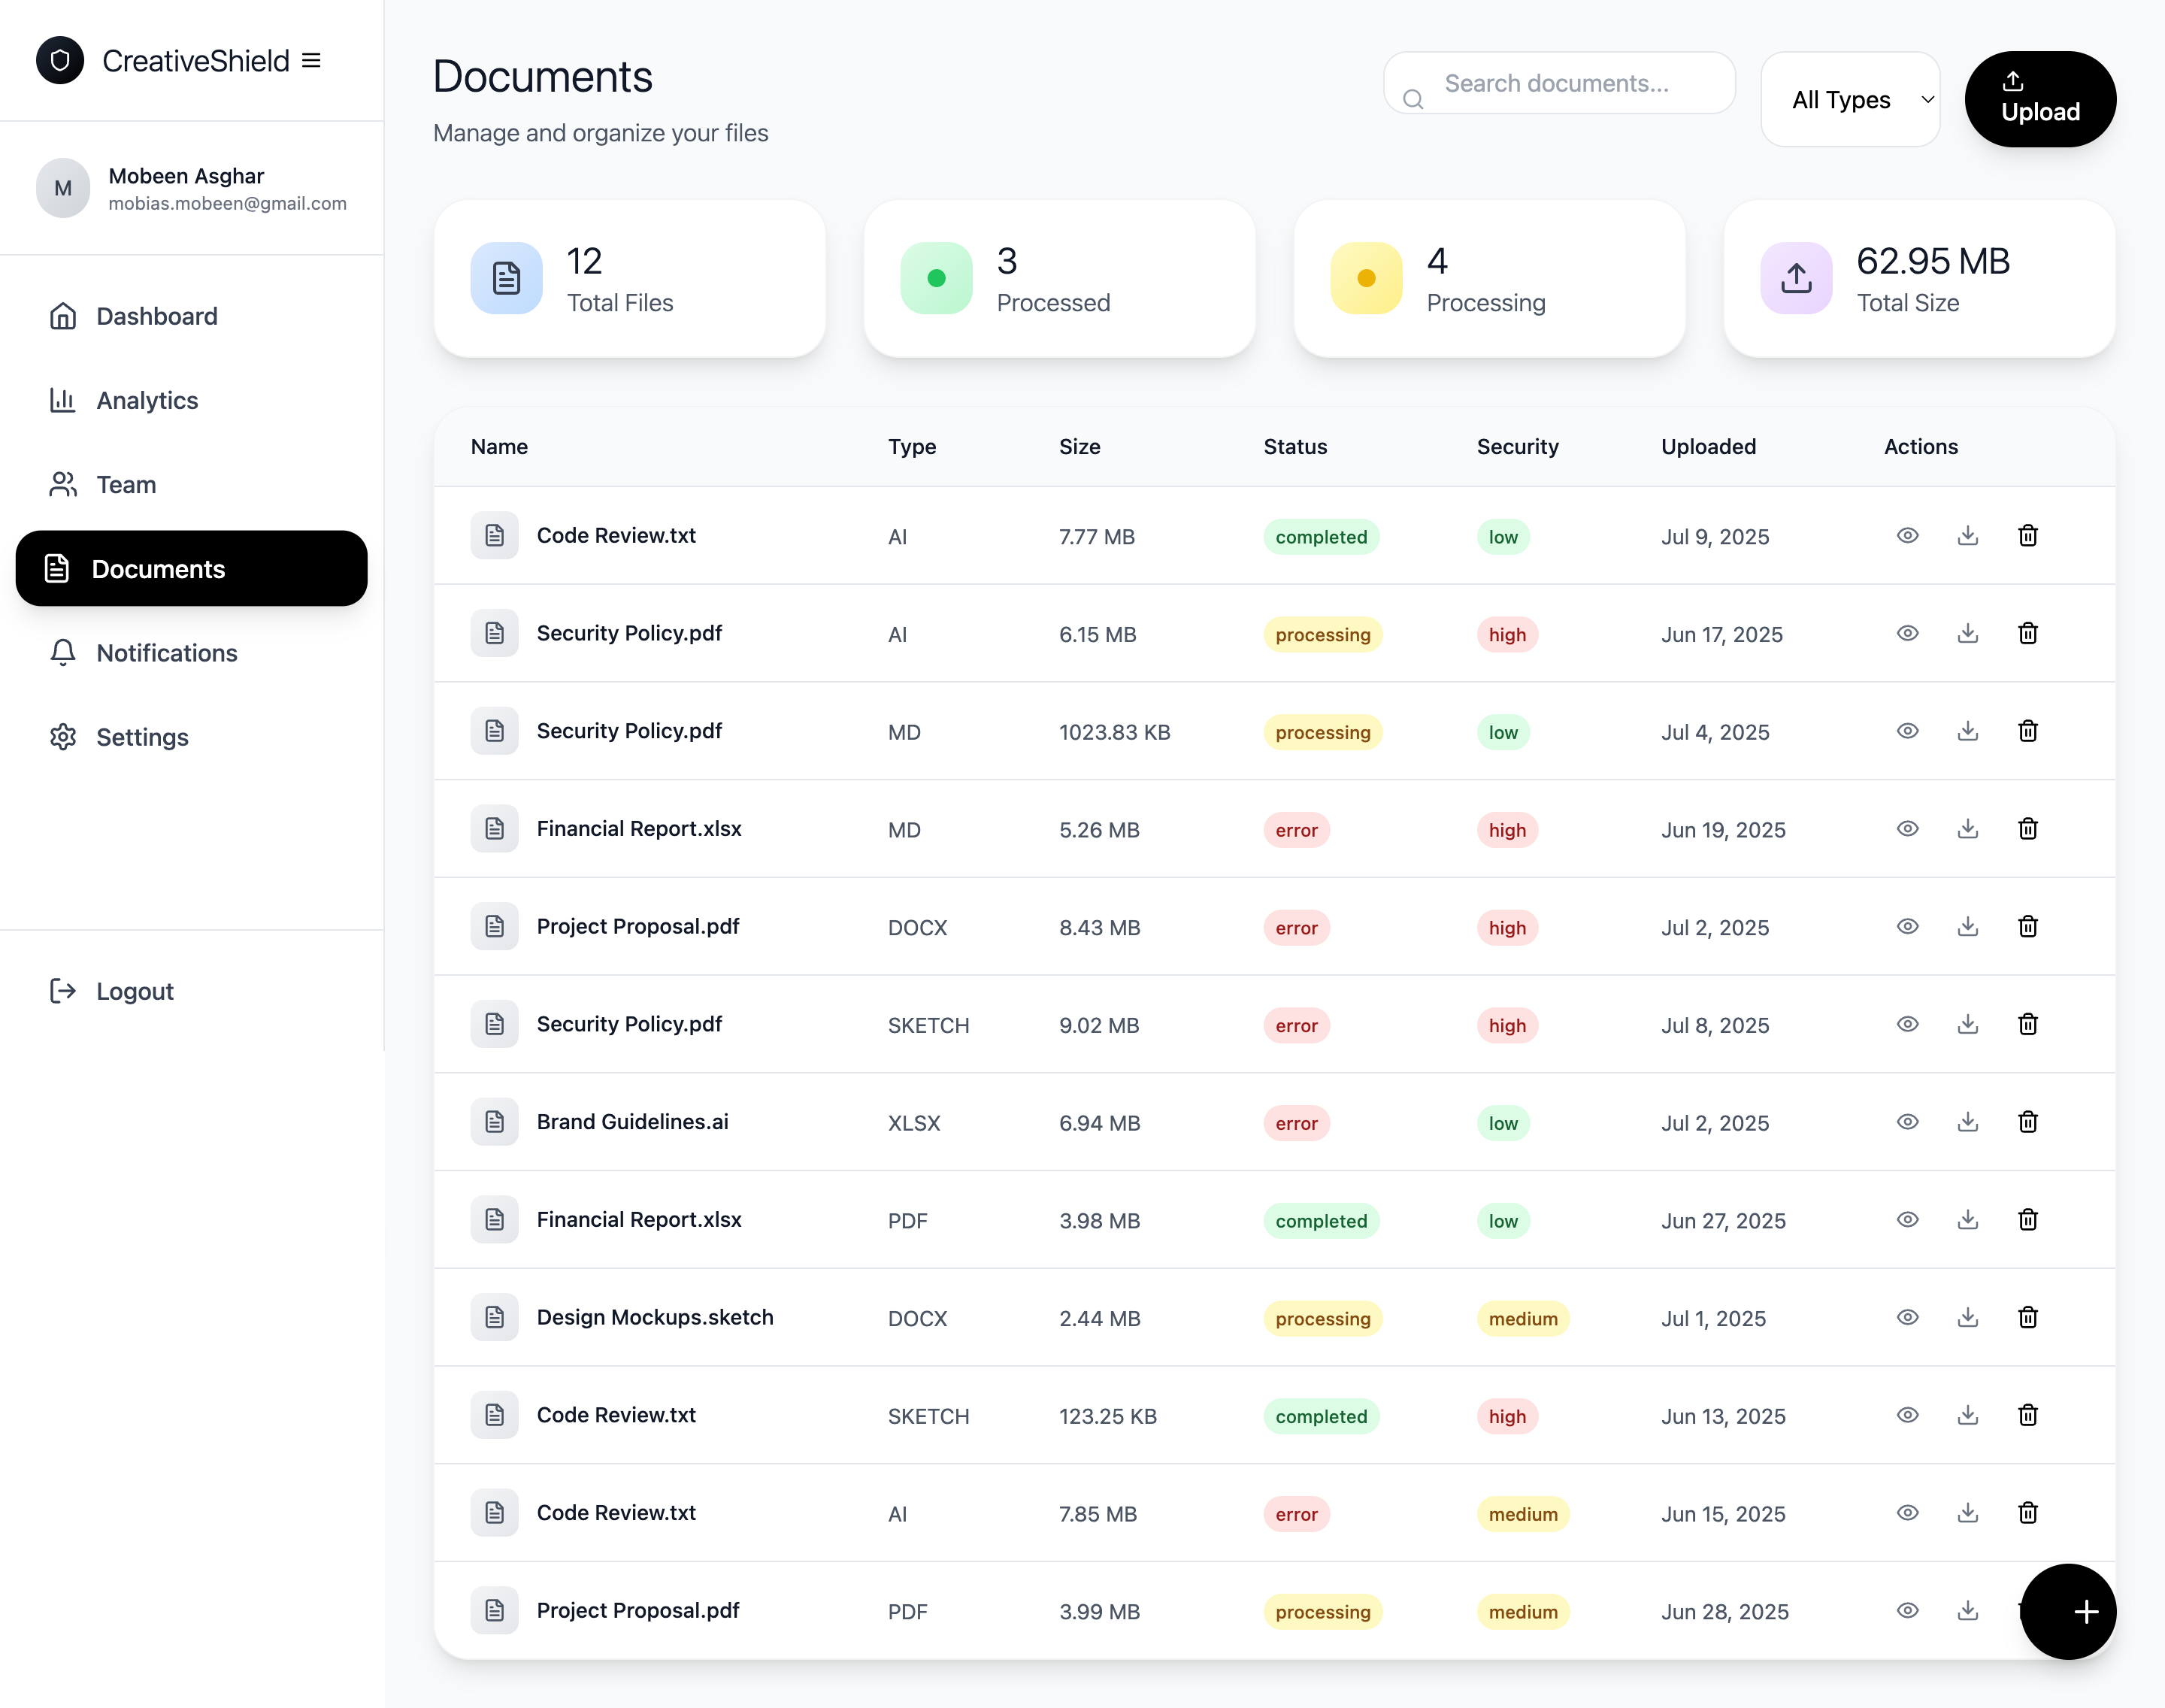 CreativeShield
M
Mobeen Asghar
mobias.mobeen@gmail.com
Dashboard
Analytics
Team
Documents
Notifications
Settings
Logout
Documents
Manage and organize your files
Search documents...
All Types
Upload
12
Total Files
3
Processed
4
Processing
62.95 MB
Total Size
Name Type Size Status Security Uploaded Actions
Code Review.txt AI 7.77 MB completed low Jul 9, 2025
Security Policy.pdf AI 6.15 MB processing high Jun 17, 2025
Security Policy.pdf MD 1023.83 KB processing low Jul 4, 2025
Financial Report.xlsx MD 5.26 MB error high Jun 19, 2025
Project Proposal.pdf DOCX 8.43 MB error high Jul 2, 2025
Security Policy.pdf SKETCH 9.02 MB error high Jul 8, 2025
Brand Guidelines.ai XLSX 6.94 MB error low Jul 2, 2025
Financial Report.xlsx PDF 3.98 MB completed low Jun 27, 2025
Design Mockups.sketch DOCX 2.44 MB processing medium Jul 1, 2025
Code Review.txt SKETCH 123.25 KB completed high Jun 13, 2025
Code Review.txt AI 7.85 MB error medium Jun 15, 2025
Project Proposal.pdf PDF 3.99 MB processing medium Jun 28, 2025